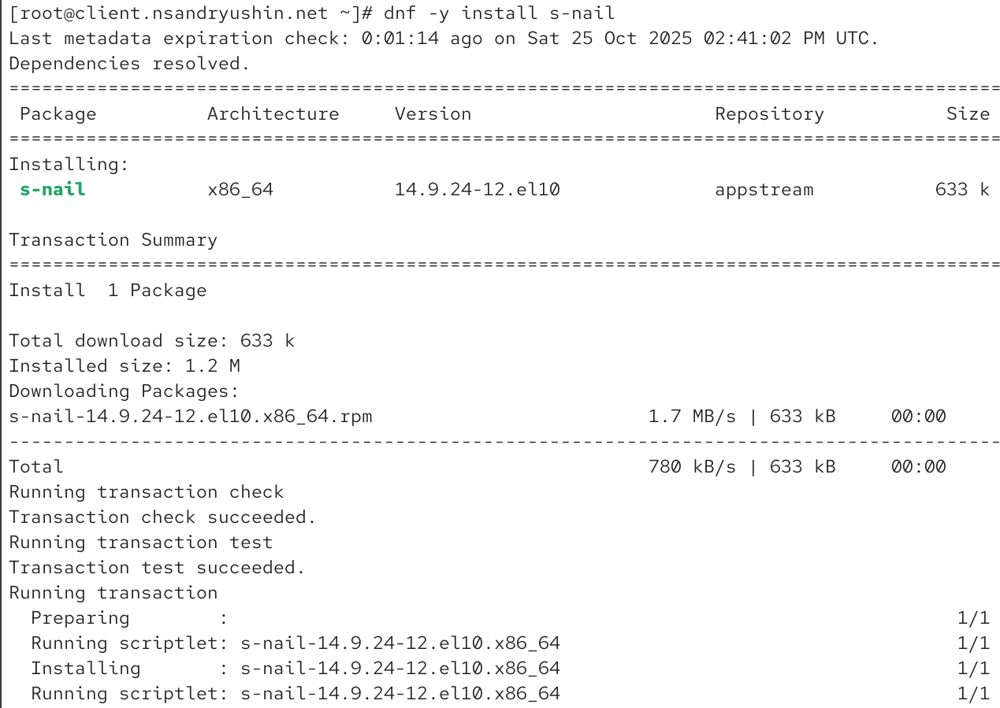 [root@client.nsandryushin.net ~]# dnf -y install s-nail
Last metadata expiration check: 0:01:14 ago on Sat 25 Oct 2025 02:41:02 PM UTC.
Dependencies resolved.
==========================================================================================
 Package          Architecture     Version                      Repository           Size
==========================================================================================
Installing:
 s-nail           x86_64           14.9.24-12.el10              appstream           633 k

Transaction Summary
==========================================================================================
Install  1 Package

Total download size: 633 k
Installed size: 1.2 M
Downloading Packages:
s-nail-14.9.24-12.el10.x86_64.rpm                         1.7 MB/s | 633 kB     00:00
------------------------------------------------------------------------------------------
Total                                                     780 kB/s | 633 kB     00:00
Running transaction check
Transaction check succeeded.
Running transaction test
Transaction test succeeded.
Running transaction
  Preparing        :                                                                  1/1
  Running scriptlet: s-nail-14.9.24-12.el10.x86_64                                    1/1
  Installing       : s-nail-14.9.24-12.el10.x86_64                                    1/1
  Running scriptlet: s-nail-14.9.24-12.el10.x86_64                                    1/1